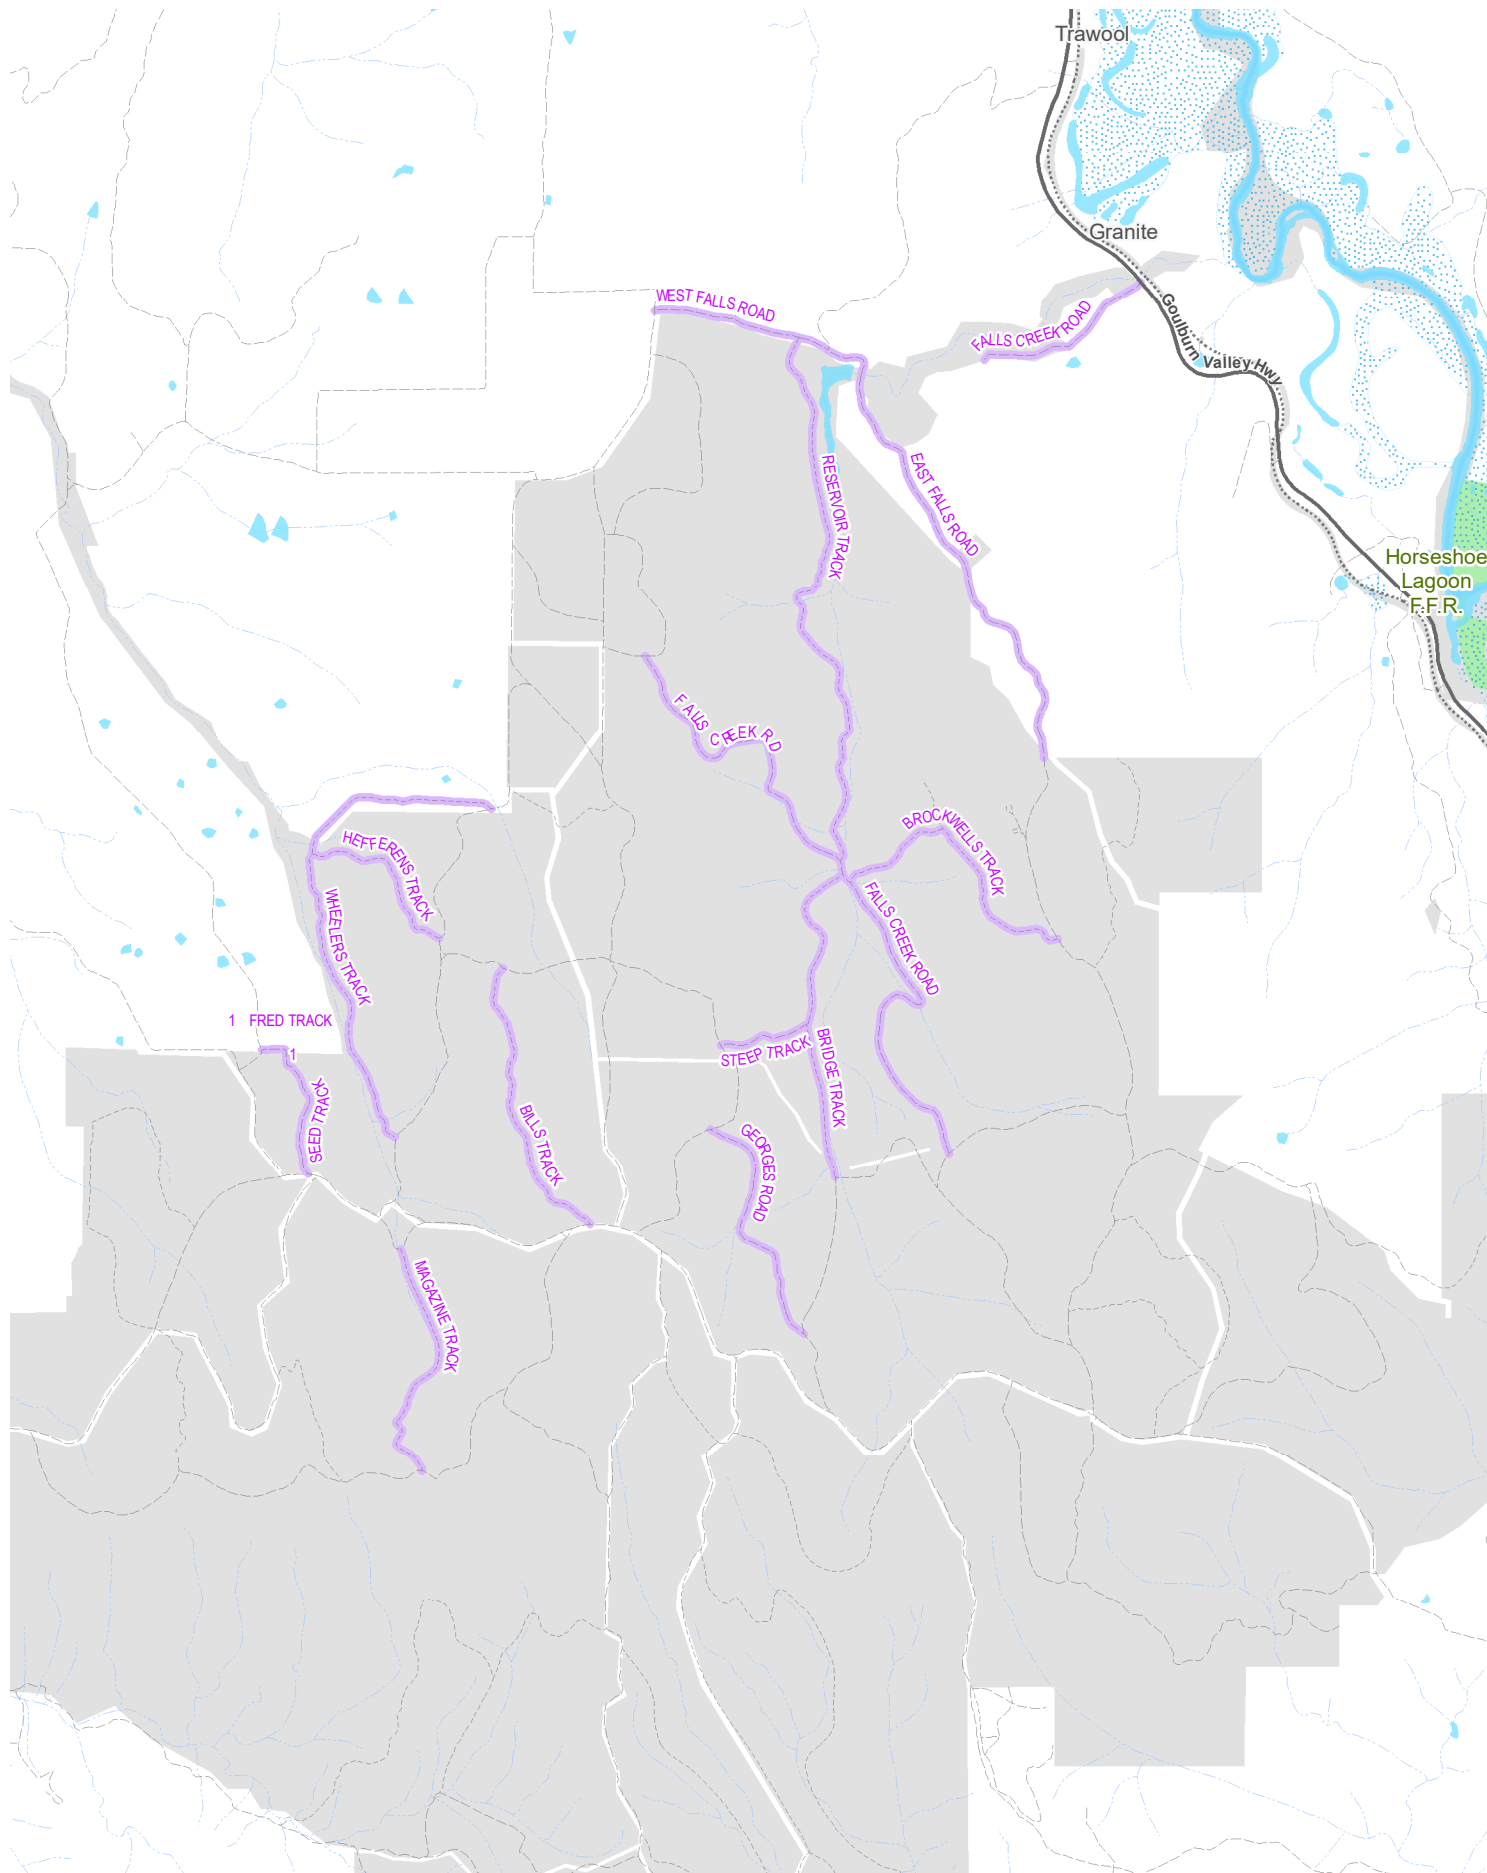 Trawool
Granite
WEST FALLS ROAD
FALLS CREEK ROAD
Goulburn Valley Hwy
RESERVOIR TRACK
EAST FALLS ROAD
Horseshoe
Lagoon
F.F.R.
FALLS CREEK RD
BROCKWELLS TRACK
HEFFERENS TRACK
WHEELERS TRACK
FALLS CREEK ROAD
1 FRED TRACK
1
STEEP TRACK
BRIDGE TRACK
SEED TRACK
BILLS TRACK
GEORGES ROAD
MAGAZINE TRACK